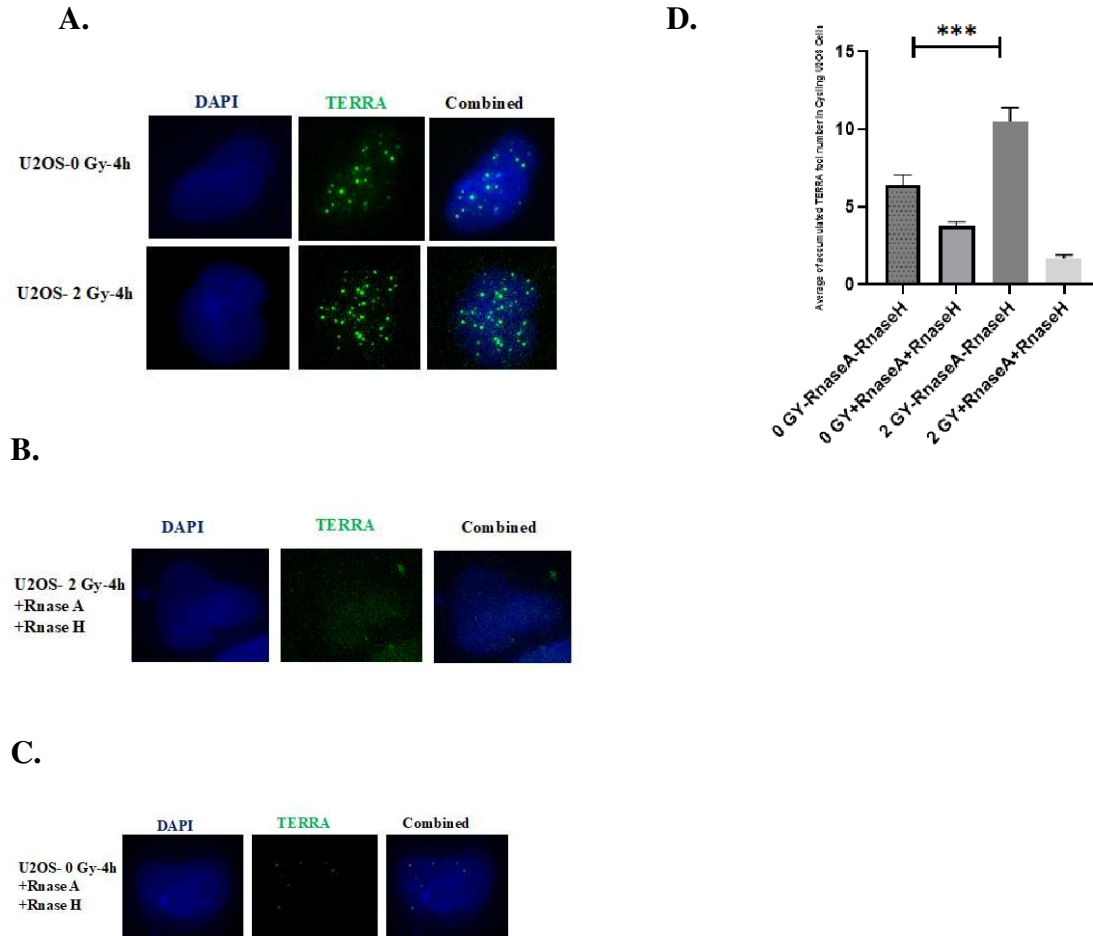 A.
DAPI TERRA Combined
U2OS-0 Gy-4h
U2OS- 2 Gy-4h
B.
DAPI TERRA Combined
U2OS- 2 Gy-4h
+Rnase A
+Rnase H
C.
DAPI TERRA Combined
U2OS- 0 Gy-4h
+Rnase A
+Rnase H
D.
Average of accumulated TERRA foci number in Cycling U2OS Cells
***
15
10
5
0
0 GY-RnaseA-RnaseH
0 GY+RnaseA+RnaseH
2 GY-RnaseA-RnaseH
2 GY+RnaseA+RnaseH